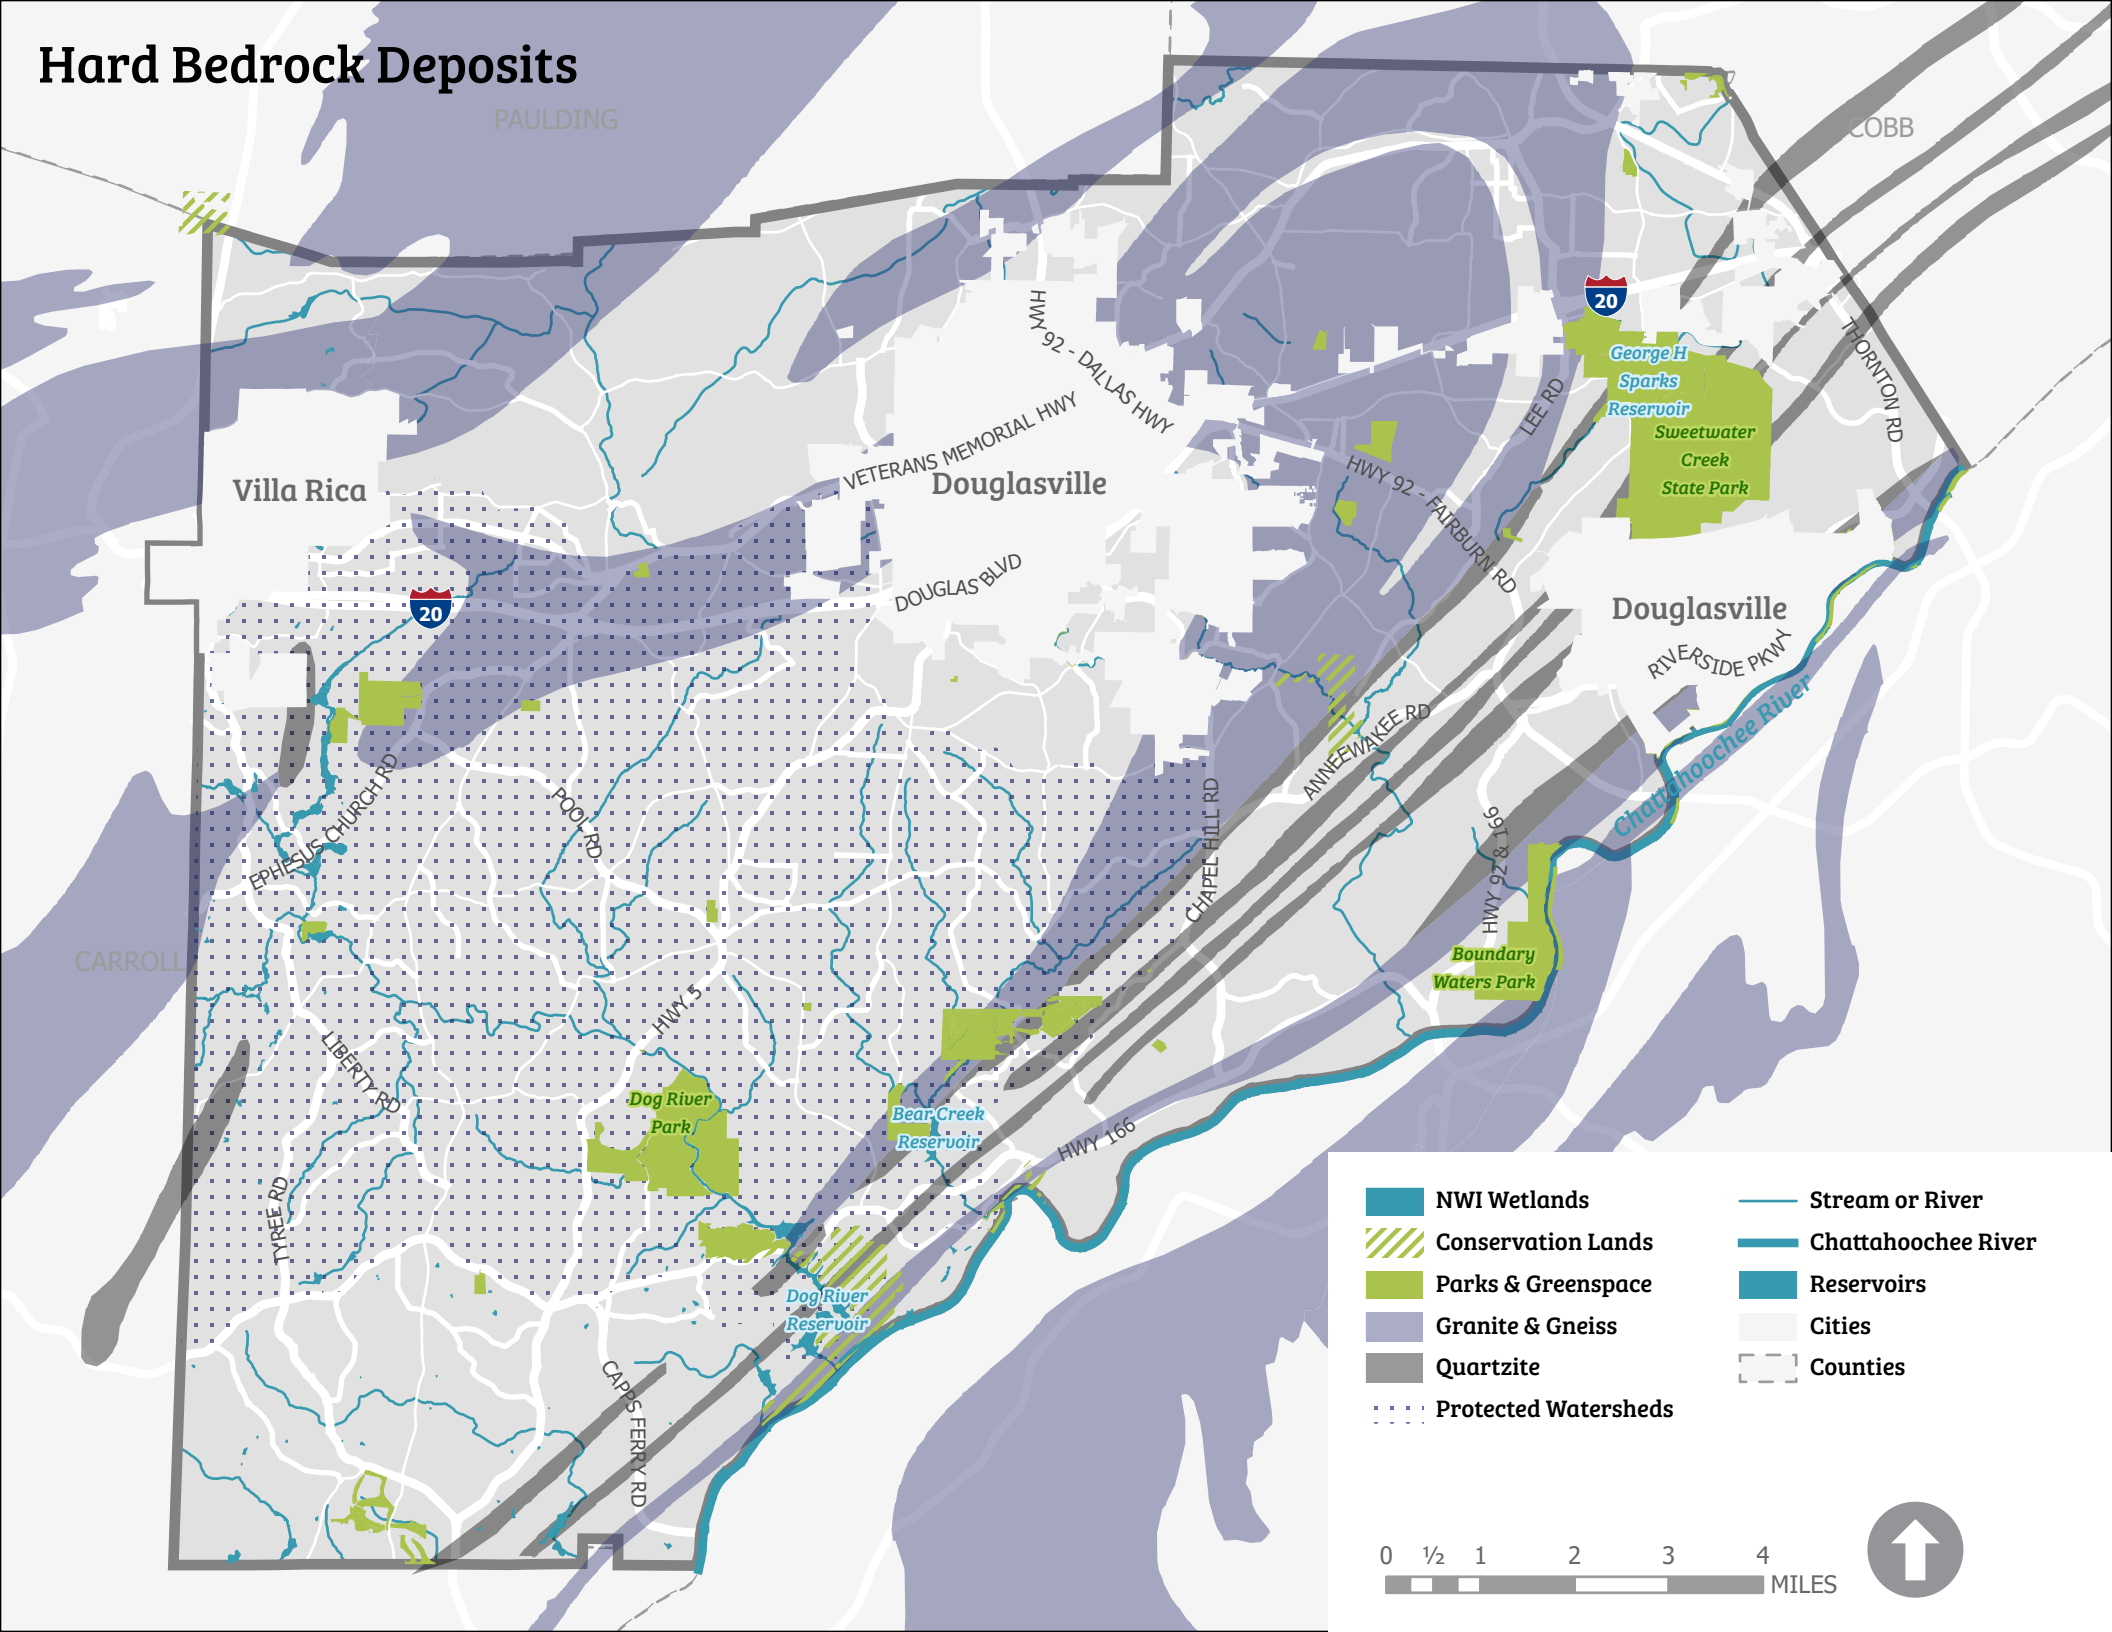 Hard Bedrock Deposits
PAULDING
COBB
20
HWY 92 - DALLAS HWY
THORNTON RD
George H
Sparks
Reservoir
LEE RD
VETERANS MEMORIAL HWY
Sweetwater
Creek
State Park
HWY 92 - FAIRBURN RD
Villa Rica
Douglasville
DOUGLAS BLVD
20
Douglasville
RIVERSIDE PKWY
Chattahoochee River
ANNEEWAKEE RD
EPHESUS CHURCH RD
POOL RD
CHAPEL HILL RD
HWY 92 & 166
CARROLL
Boundary
Waters Park
HWY 5
LIBERTY RD
Dog River
Park
Bear Creek
Reservoir
HWY 166
TYREE RD
Dog River
Reservoir
CAPPS FERRY RD
NWI Wetlands
Conservation Lands
Parks & Greenspace
Granite & Gneiss
Quartzite
Protected Watersheds
Stream or River
Chattahoochee River
Reservoirs
Cities
Counties
0 ½ 1 2 3 4
MILES